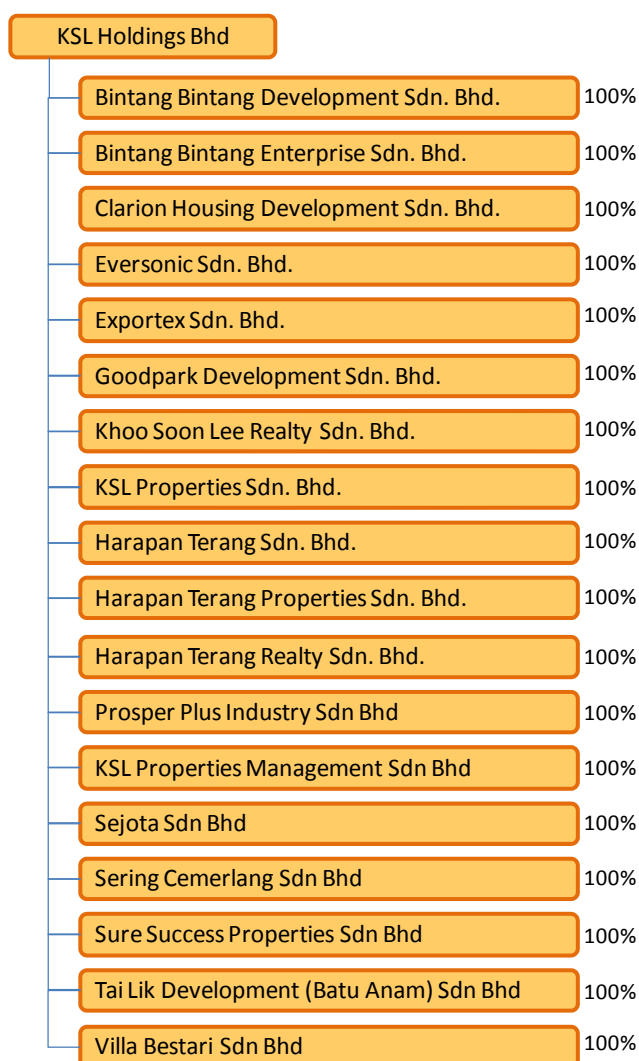 KSL Holdings Bhd
Bintang Bintang Development Sdn. Bhd. 100%
Bintang Bintang Enterprise Sdn. Bhd. 100%
Clarion Housing Development Sdn. Bhd. 100%
Eversonic Sdn. Bhd. 100%
Exportex Sdn. Bhd. 100%
Goodpark Development Sdn. Bhd. 100%
Khoo Soon Lee Realty Sdn. Bhd. 100%
KSL Properties Sdn. Bhd. 100%
Harapan Terang Sdn. Bhd. 100%
Harapan Terang Properties Sdn. Bhd. 100%
Harapan Terang Realty Sdn. Bhd. 100%
Prosper Plus Industry Sdn Bhd 100%
KSL Properties Management Sdn Bhd 100%
Sejota Sdn Bhd 100%
Sering Cemerlang Sdn Bhd 100%
Sure Success Properties Sdn Bhd 100%
Tai Lik Development (Batu Anam) Sdn Bhd 100%
Villa Bestari Sdn Bhd 100%